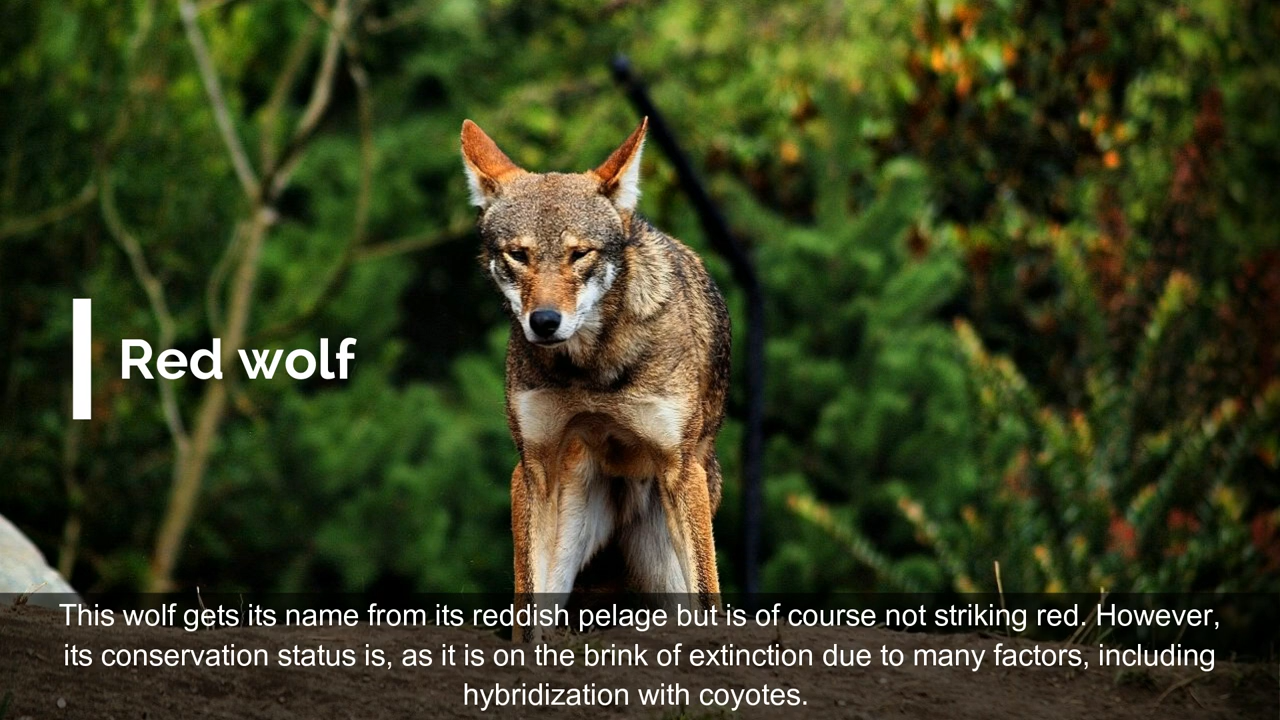 Red wolf
This wolf gets its name from its reddish pelage but is of course not striking red. However,
its conservation status is, as it is on the brink of extinction due to many factors, including
hybridization with coyotes.